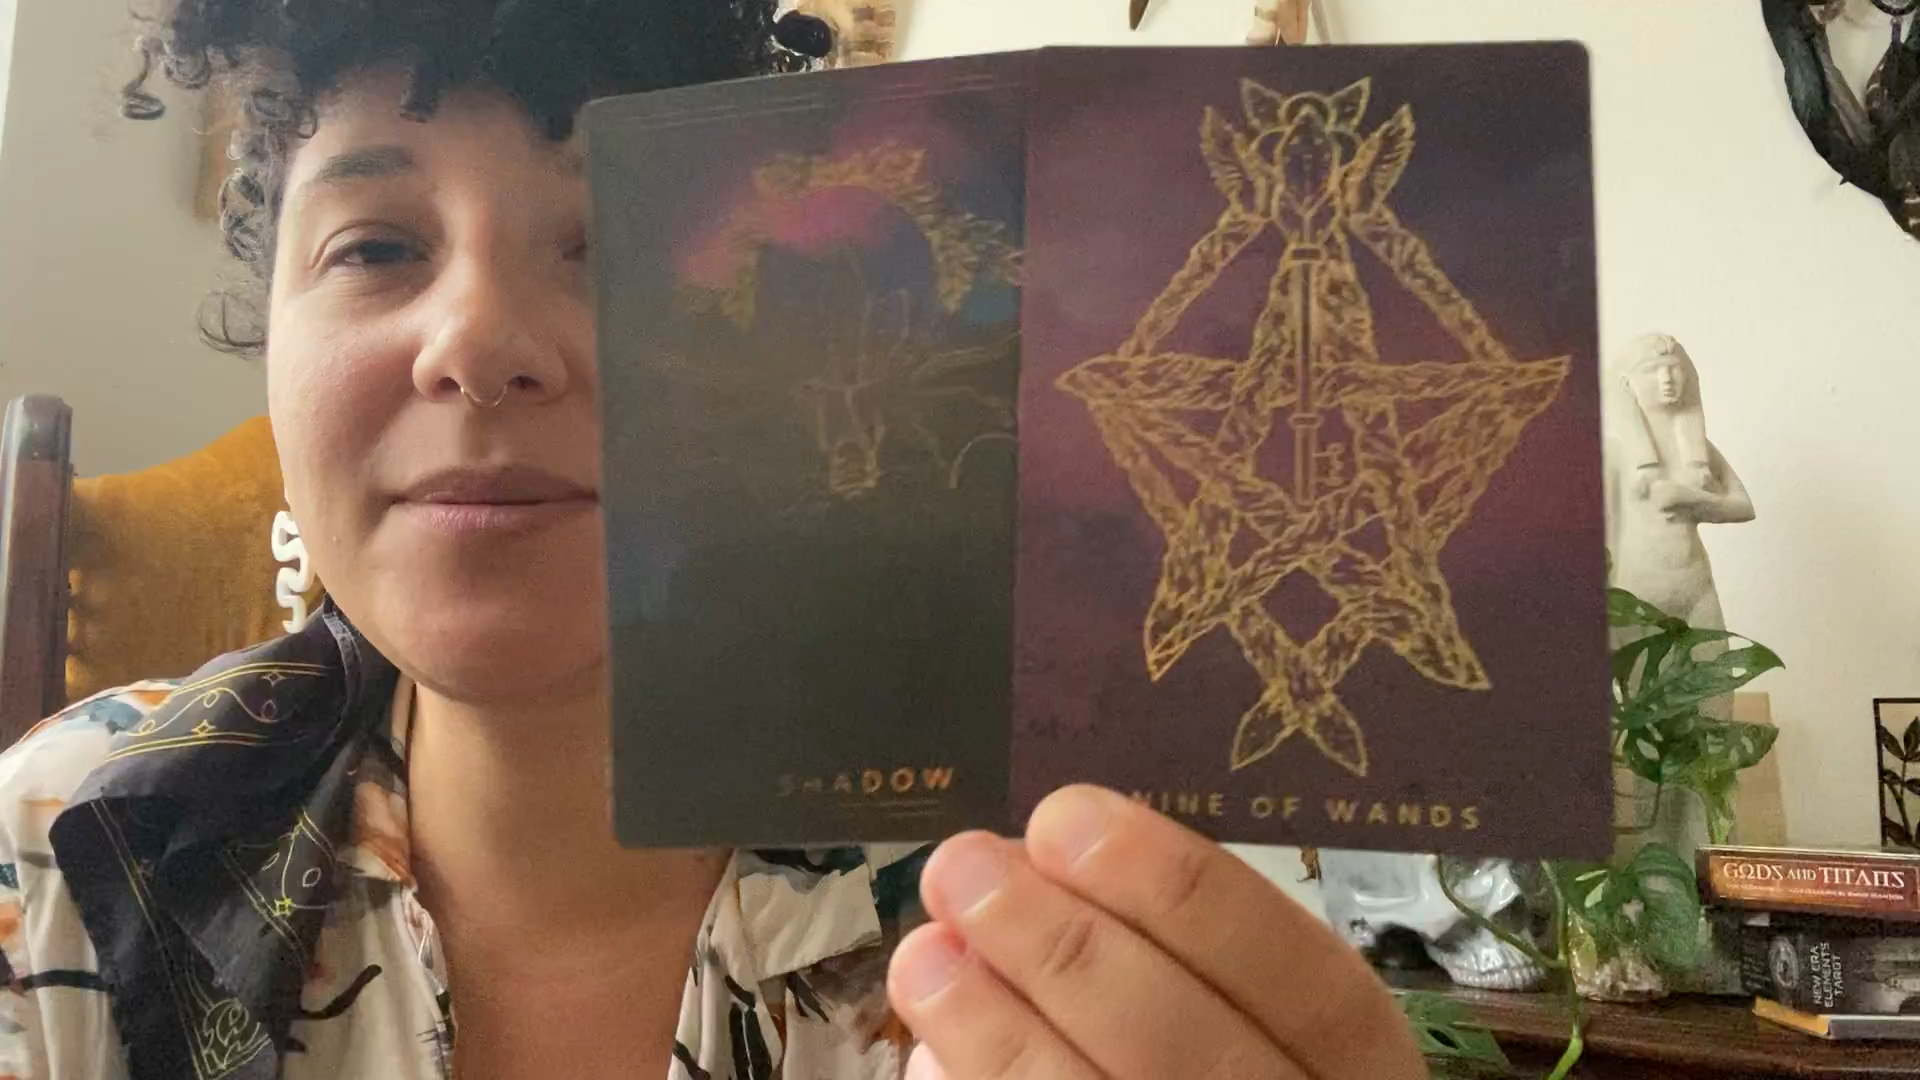 SHADOW
NINE OF WANDS
GODS AND TITANS
NEW ERA
ELEMENTS
TAROT